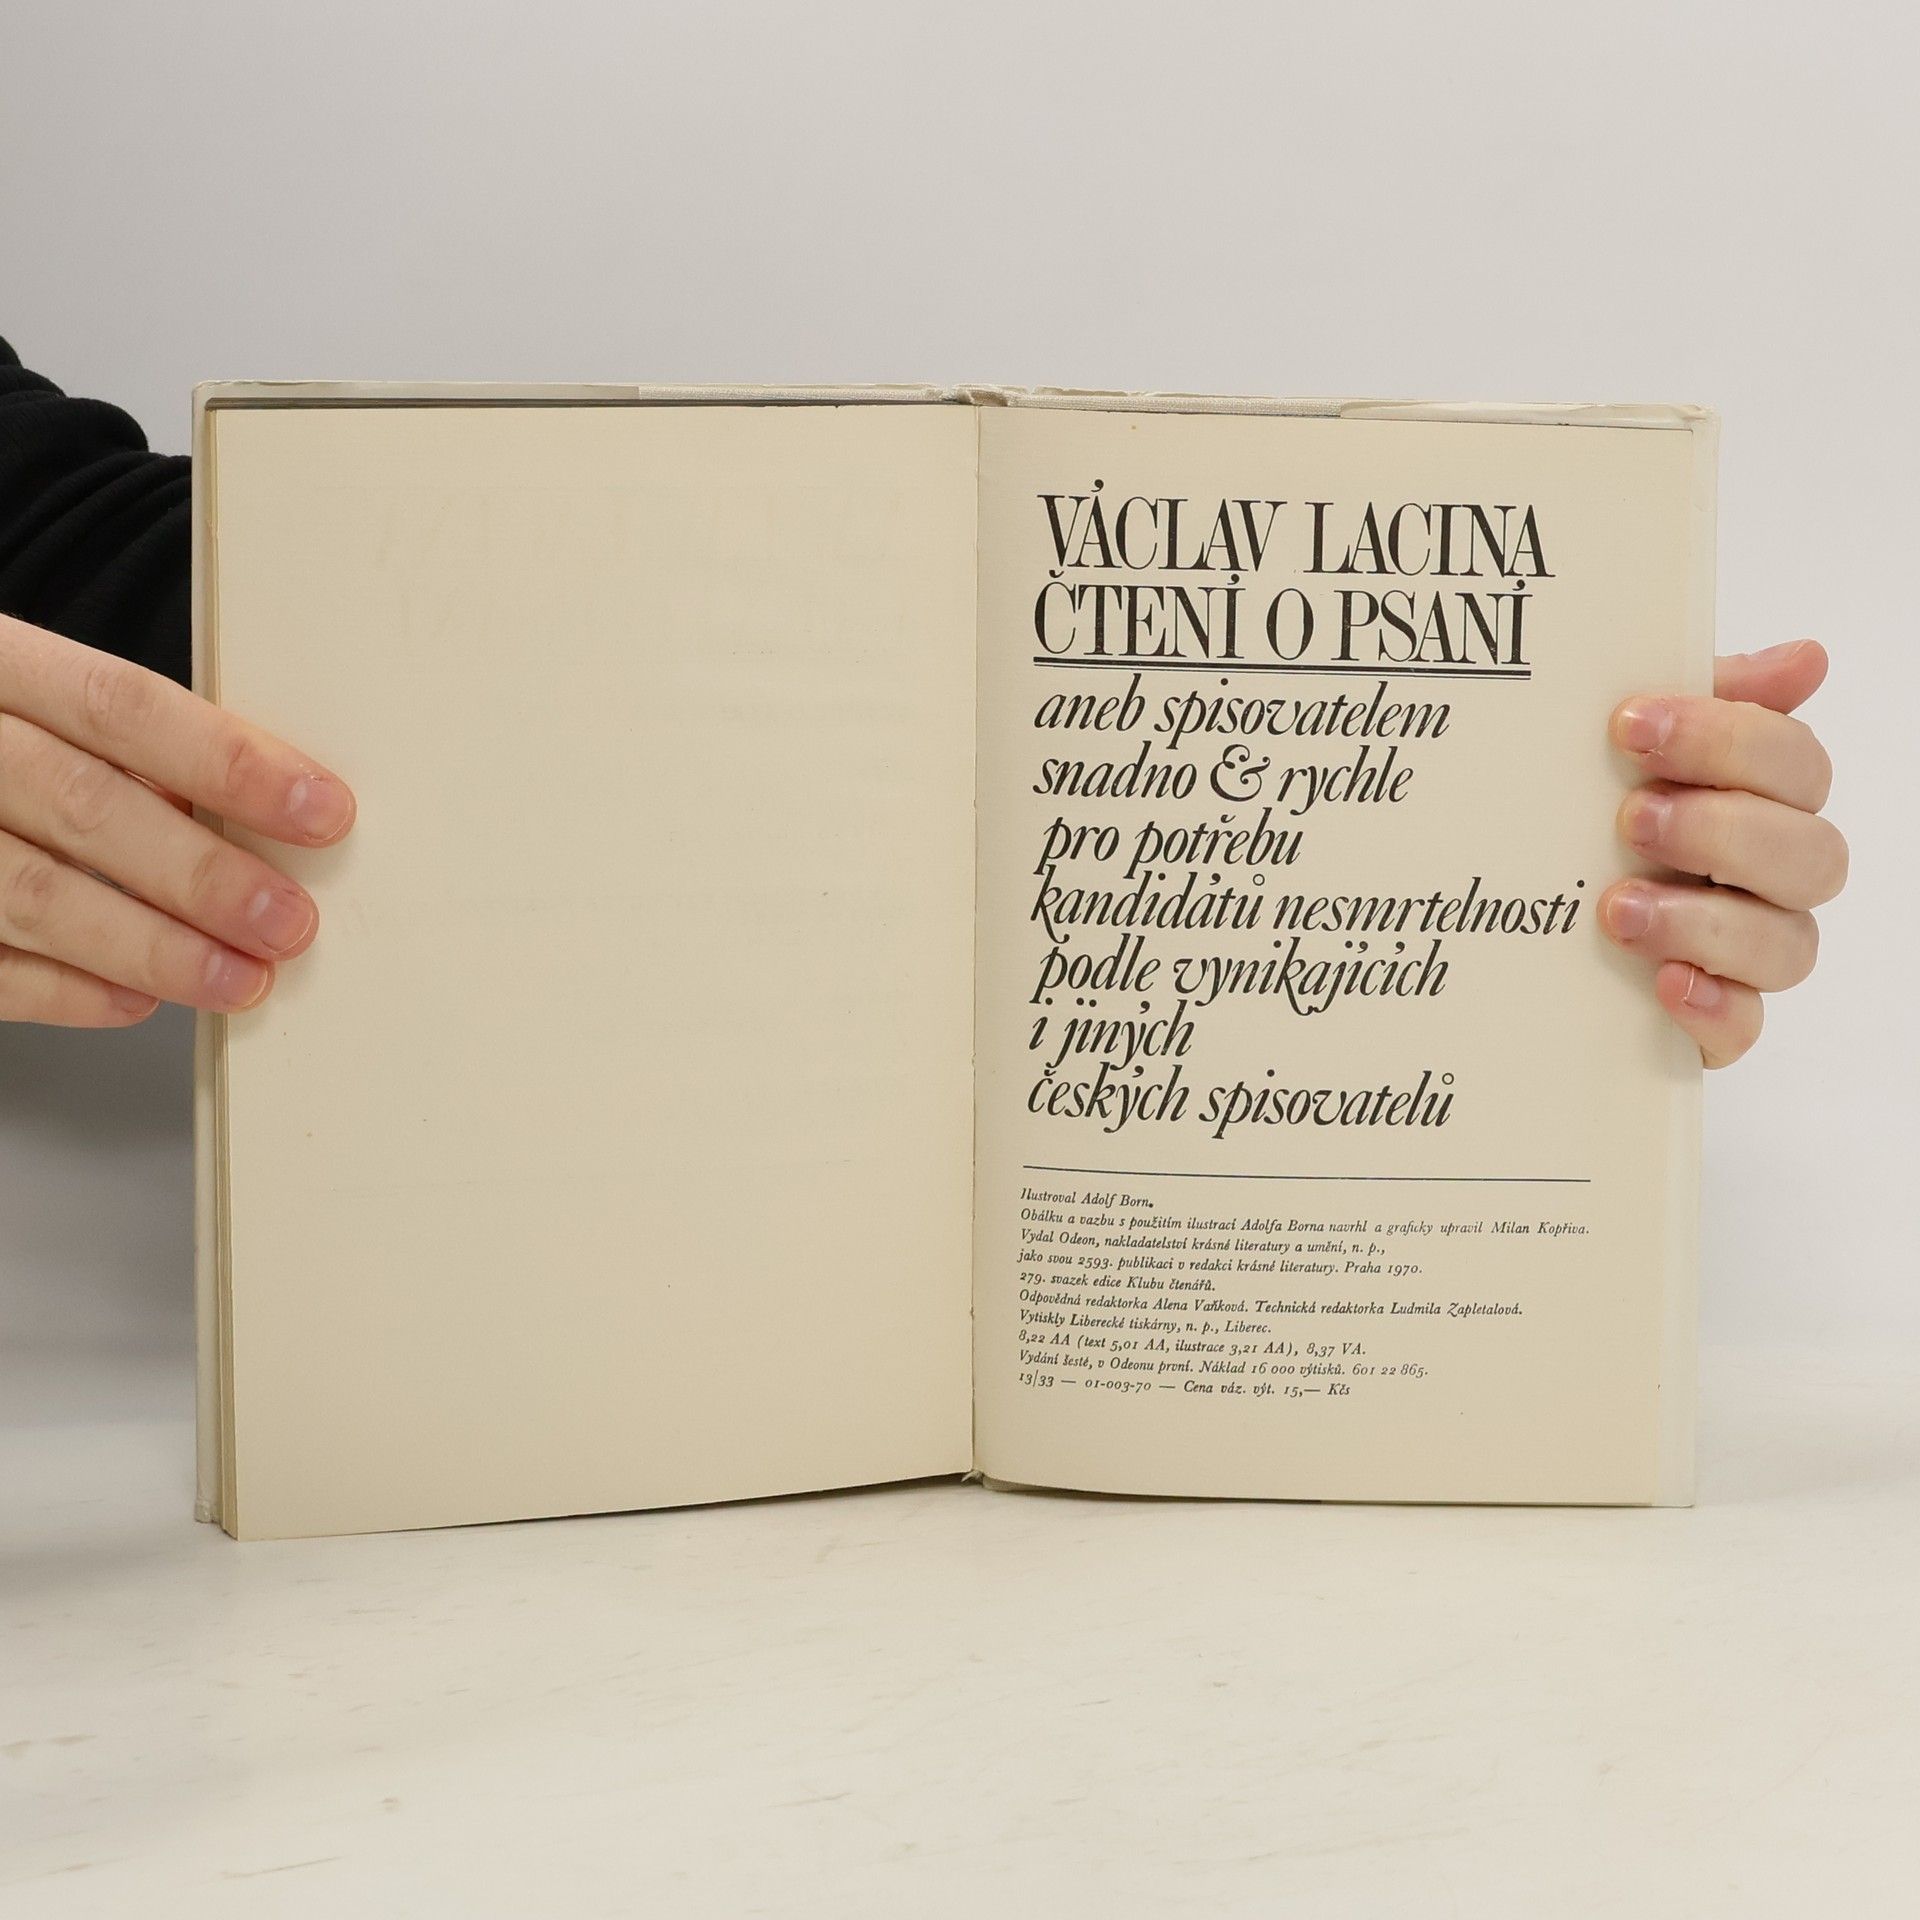 VÁCLAV LACINA
ČTENÍ O PSANÍ
aneb spisovatelem
snadno & rychle
pro potřebu
kandidátů nesmrtelnosti
podle vynikajících
i jiných
českých spisovatelů
Ilustroval Adolf Born.
Obálku a vazbu s použitím ilustrací Adolfa Borna navrhl a graficky upravil Milan Kopřiva.
Vydal Odeon, nakladatelství krásné literatury a umění, n. p.,
jako svou 2593. publikaci v redakci krásné literatury. Praha 1970.
279. svazek edice Klubu čtenářů.
Odpovědná redaktorka Alena Vaňková. Technická redaktorka Ludmila Zapletalová.
Vytiskly Liberecké tiskárny, n. p., Liberec.
8,22 AA (text 5,01 AA, ilustrace 3,21 AA), 8,37 VA.
Vydání šesté, v Odeonu první. Náklad 16 000 výtisků. 601 22 865.
13/33 — 01-003-70 — Cena váz. výt. 15,— Kčs